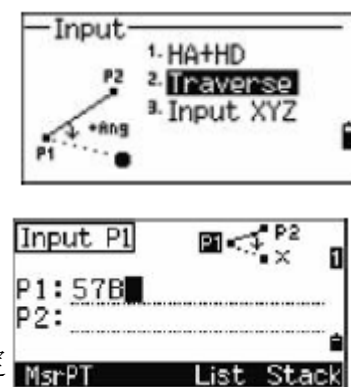 Input
1. HA+HD
P2
2. Traverse
+Ang
3. Input XYZ
P1
Input P1
P1
P2
×
1
P1: 57B
P2:
MsrPT List Stack